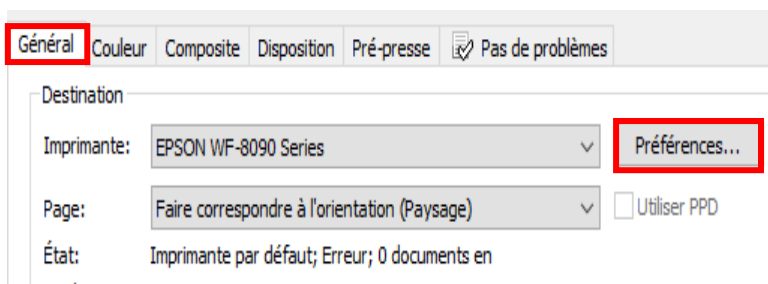 Général Couleur Composite Disposition Pré-presse Pas de problèmes
Destination
Imprimante: EPSON WF-8090 Series Préférences...
Page: Faire correspondre à l'orientation (Paysage) Utiliser PPD
État: Imprimante par défaut; Erreur; 0 documents en